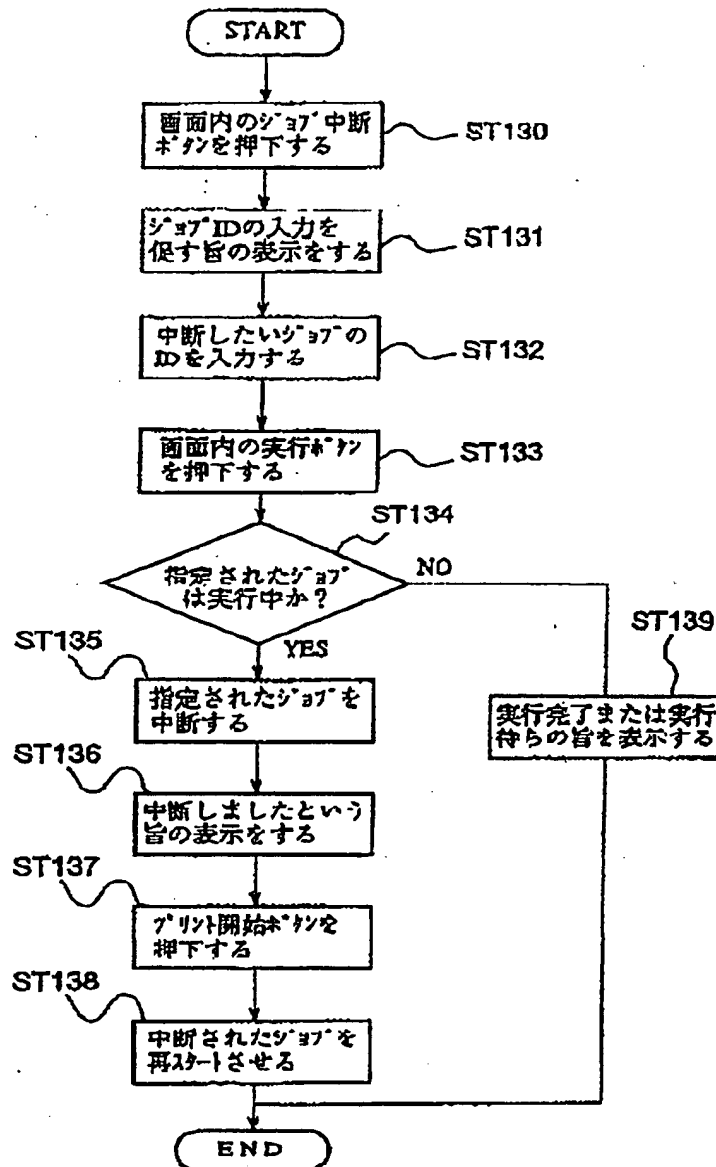 START
画面内のジョブ中断
ボタンを押下する
ST130
ジョブIDの入力を
促す旨の表示をする
ST131
中断したいジョブの
IDを入力する
ST132
画面内の実行ボタン
を押下する
ST133
ST134
指定されたジョブ
は実行中か?
NO
YES
ST135
指定されたジョブを
中断する
ST139
実行完了または実行
待ちの旨を表示する
ST136
中断しましたという
旨の表示をする
ST137
プリント開始ボタンを
押下する
ST138
中断されたジョブを
再スタートさせる
END